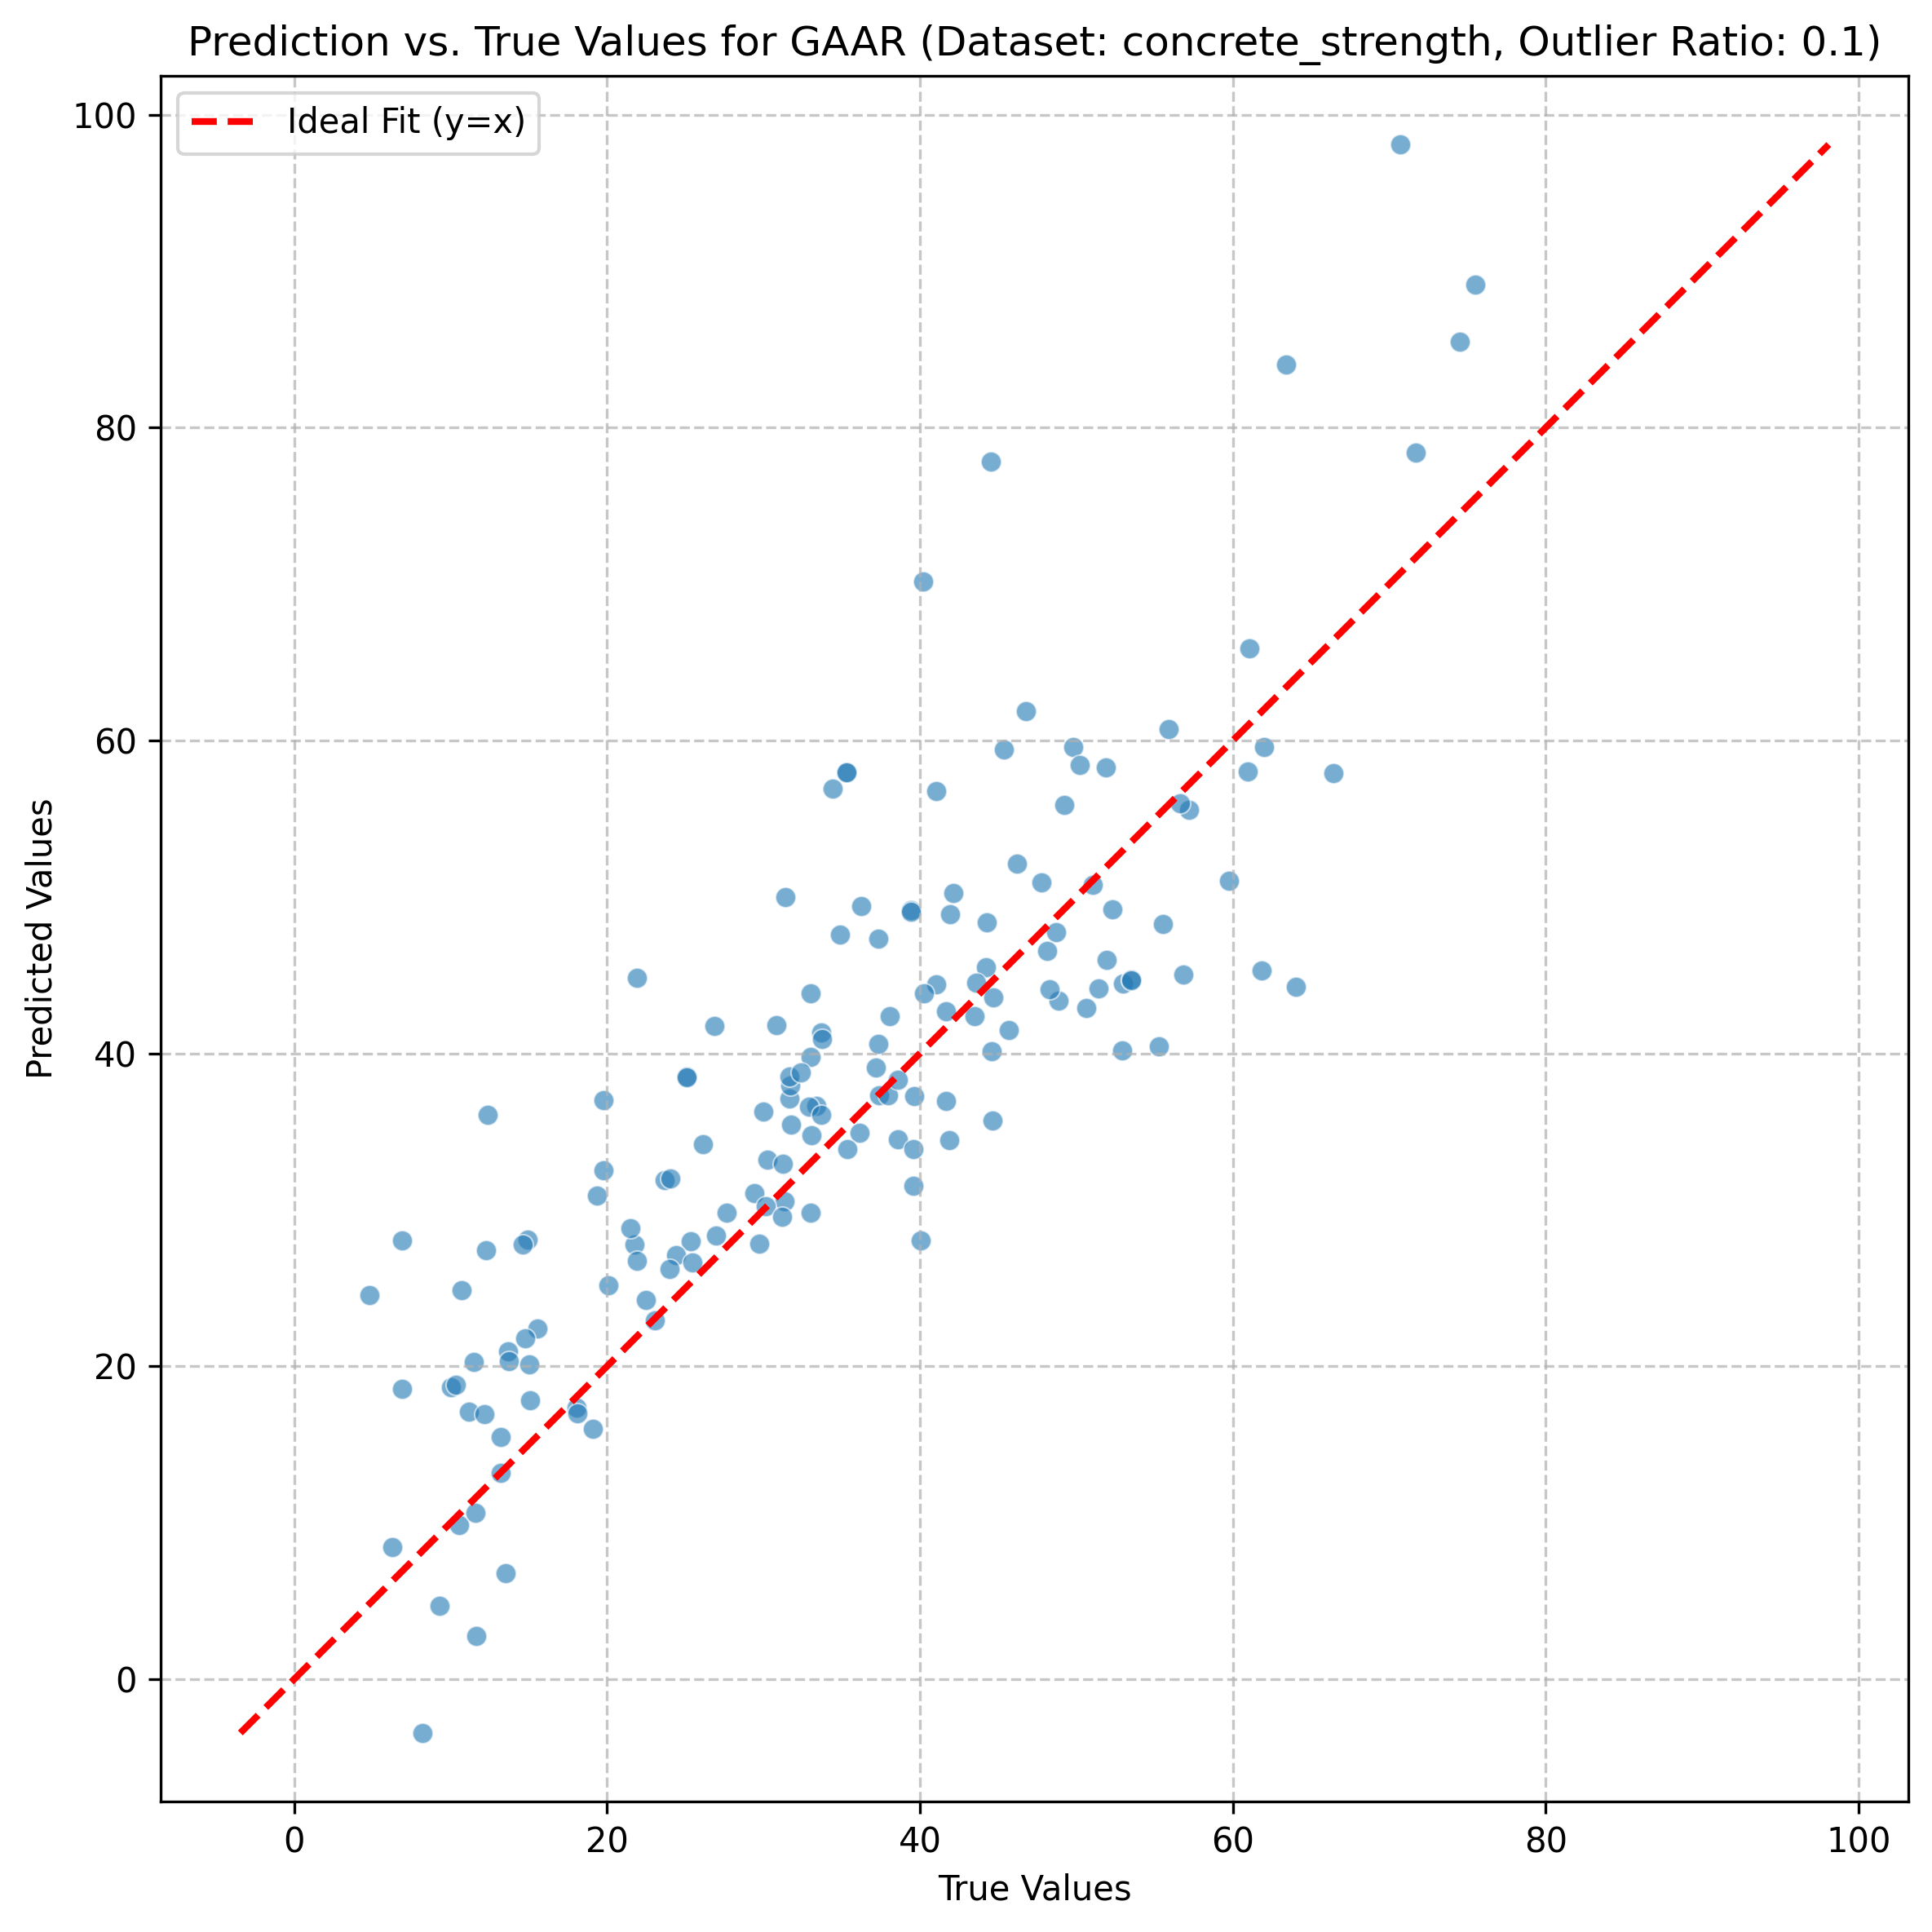 Prediction vs. True Values for GAAR (Dataset: concrete_strength, Outlier Ratio: 0.1)
Ideal Fit (y=x)
100
80
60
40
20
0
Predicted Values
0 20 40 60 80 100
True Values